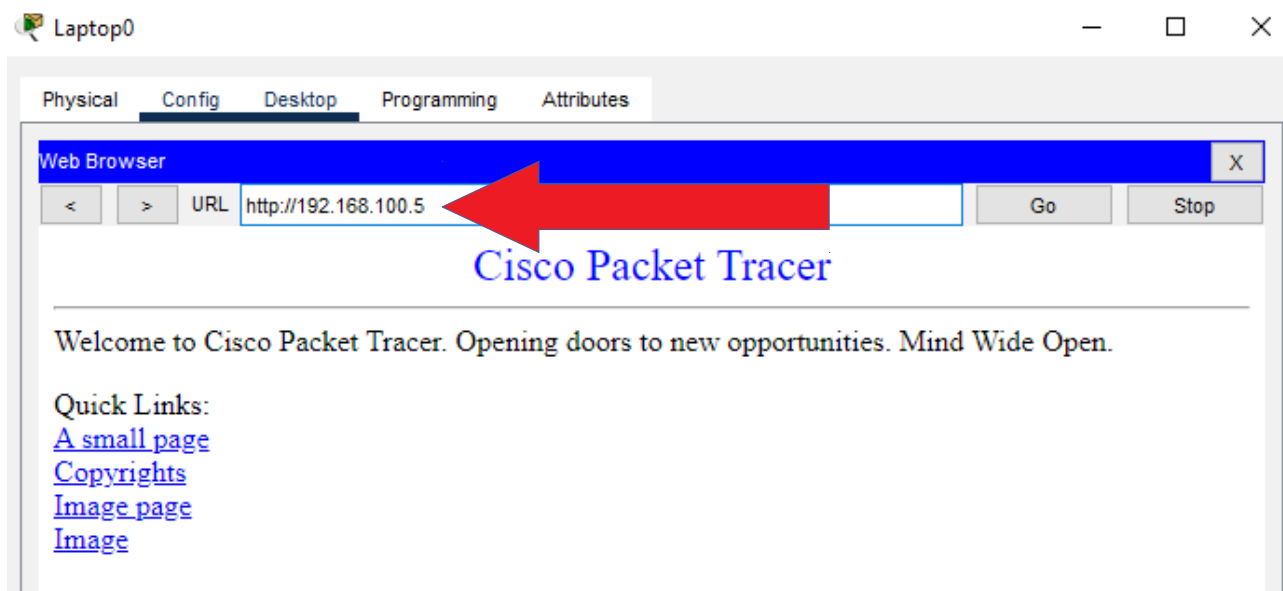 Laptop0
Physical Config Desktop Programming Attributes
Web Browser X
< > URL http://192.168.100.5 Go Stop
Cisco Packet Tracer
Welcome to Cisco Packet Tracer. Opening doors to new opportunities. Mind Wide Open.
Quick Links:
A small page
Copyrights
Image page
Image